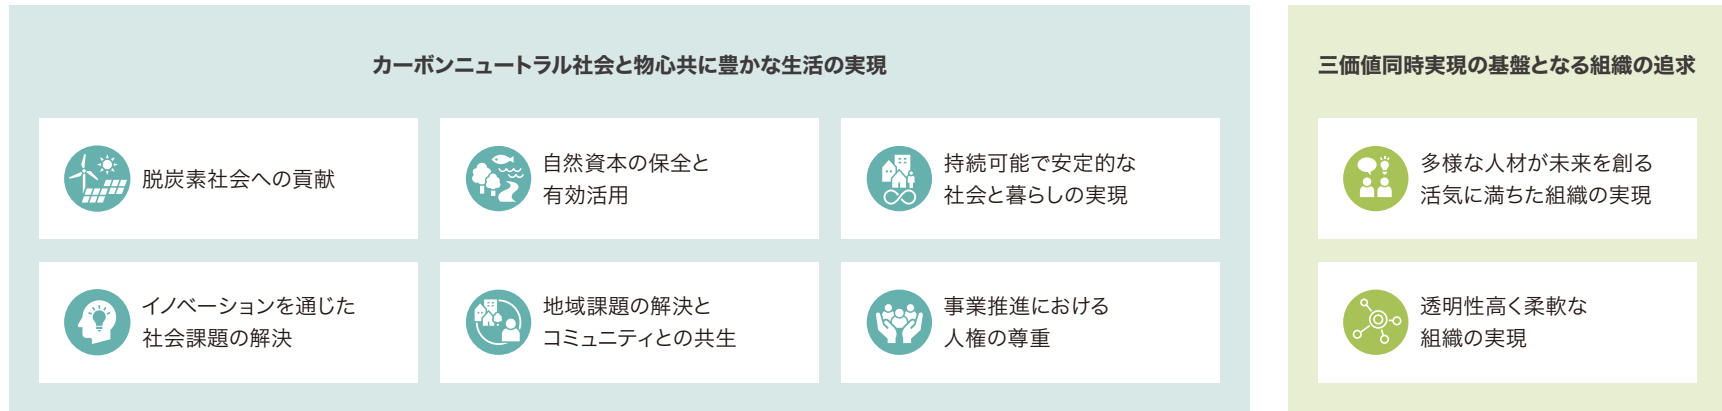 カーボンニュートラル社会と物心共に豊かな生活の実現
脱炭素社会への貢献
自然資本の保全と
有効活用
持続可能で安定的な
社会と暮らしの実現
イノベーションを通じた
社会課題の解決
地域課題の解決と
コミュニティとの共生
事業推進における
人権の尊重
三価値同時実現の基盤となる組織の追求
多様な人材が未来を創る
活気に満ちた組織の実現
透明性高く柔軟な
組織の実現